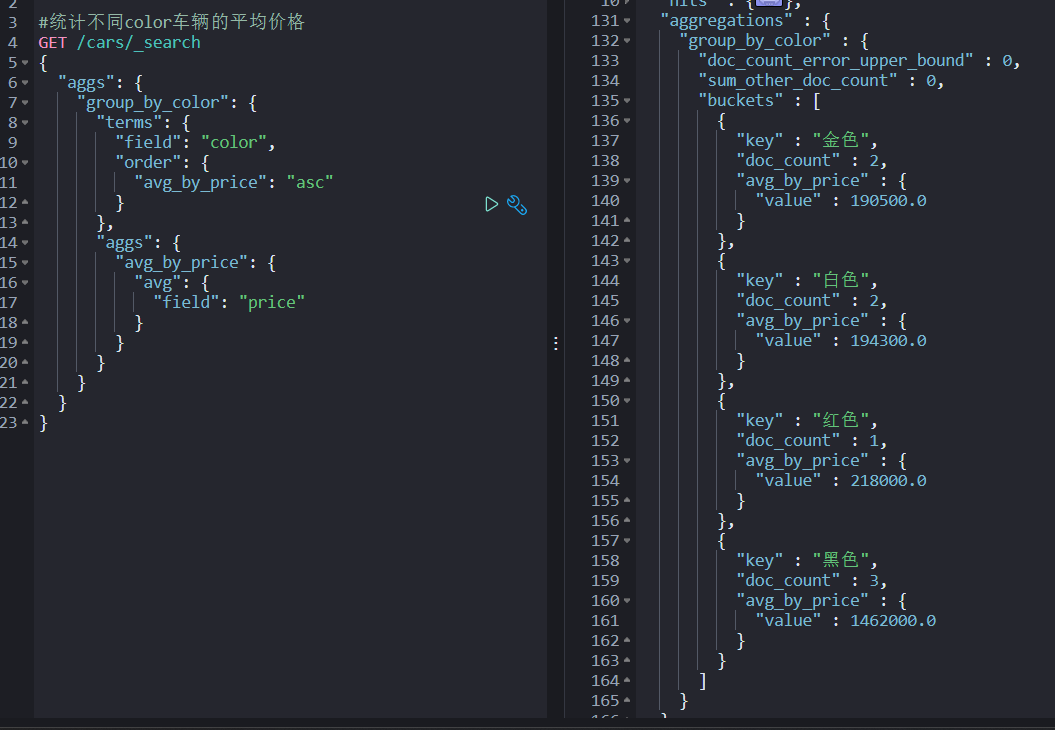 2
3 #统计不同color车辆的平均价格
4 GET /cars/_search
5 {
6 "aggs": {
7 "group_by_color": {
8 "terms": {
9 "field": "color",
10 "order": {
11 "avg_by_price": "asc"
12 }
13 },
14 "aggs": {
15 "avg_by_price": {
16 "avg": {
17 "field": "price"
18 }
19 }
20 }
21 }
22 }
23 }
131 "aggregations" : {
132 "group_by_color" : {
133 "doc_count_error_upper_bound" : 0,
134 "sum_other_doc_count" : 0,
135 "buckets" : [
136 {
137 "key" : "金色",
138 "doc_count" : 2,
139 "avg_by_price" : {
140 "value" : 190500.0
141 }
142 },
143 {
144 "key" : "白色",
145 "doc_count" : 2,
146 "avg_by_price" : {
147 "value" : 194300.0
148 }
149 },
150 {
151 "key" : "红色",
152 "doc_count" : 1,
153 "avg_by_price" : {
154 "value" : 218000.0
155 }
156 },
157 {
158 "key" : "黑色",
159 "doc_count" : 3,
160 "avg_by_price" : {
161 "value" : 1462000.0
162 }
163 }
164 ]
165 }